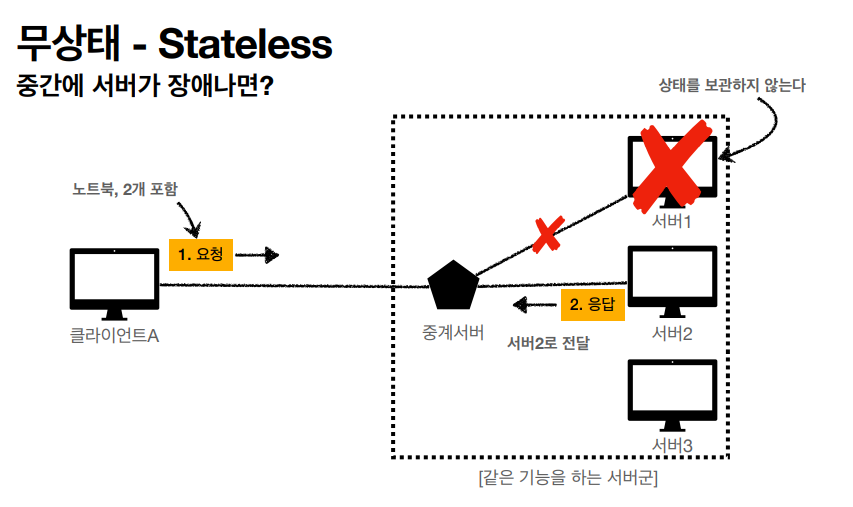 무상태 - Stateless
중간에 서버가 장애나면?
상태를 보관하지 않는다
노트북, 2개 포함
1. 요청
서버1
클라이언트A
중계서버
2. 응답
서버2로 전달
서버2
서버3
[같은 기능을 하는 서버군]